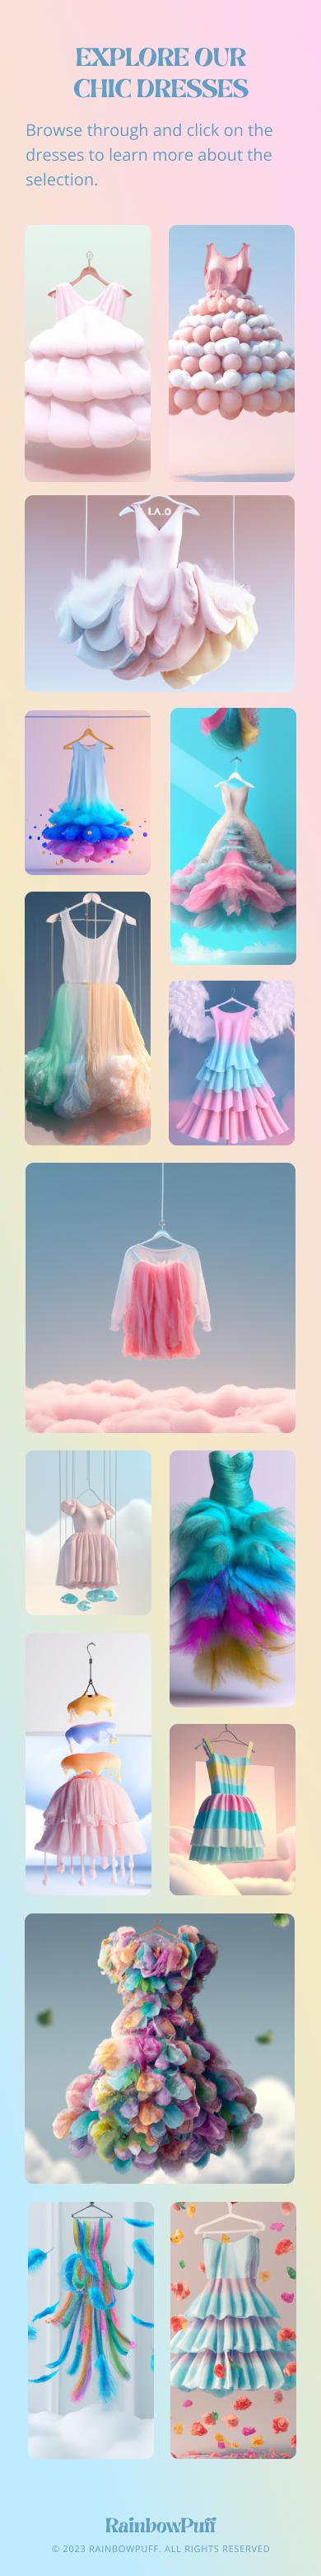 EXPLORE OUR
CHIC DRESSES
Browse through and click on the
dresses to learn more about the
selection.
LA.O
RainbowPuff
© 2023 RAINBOWPUFF. ALL RIGHTS RESERVED